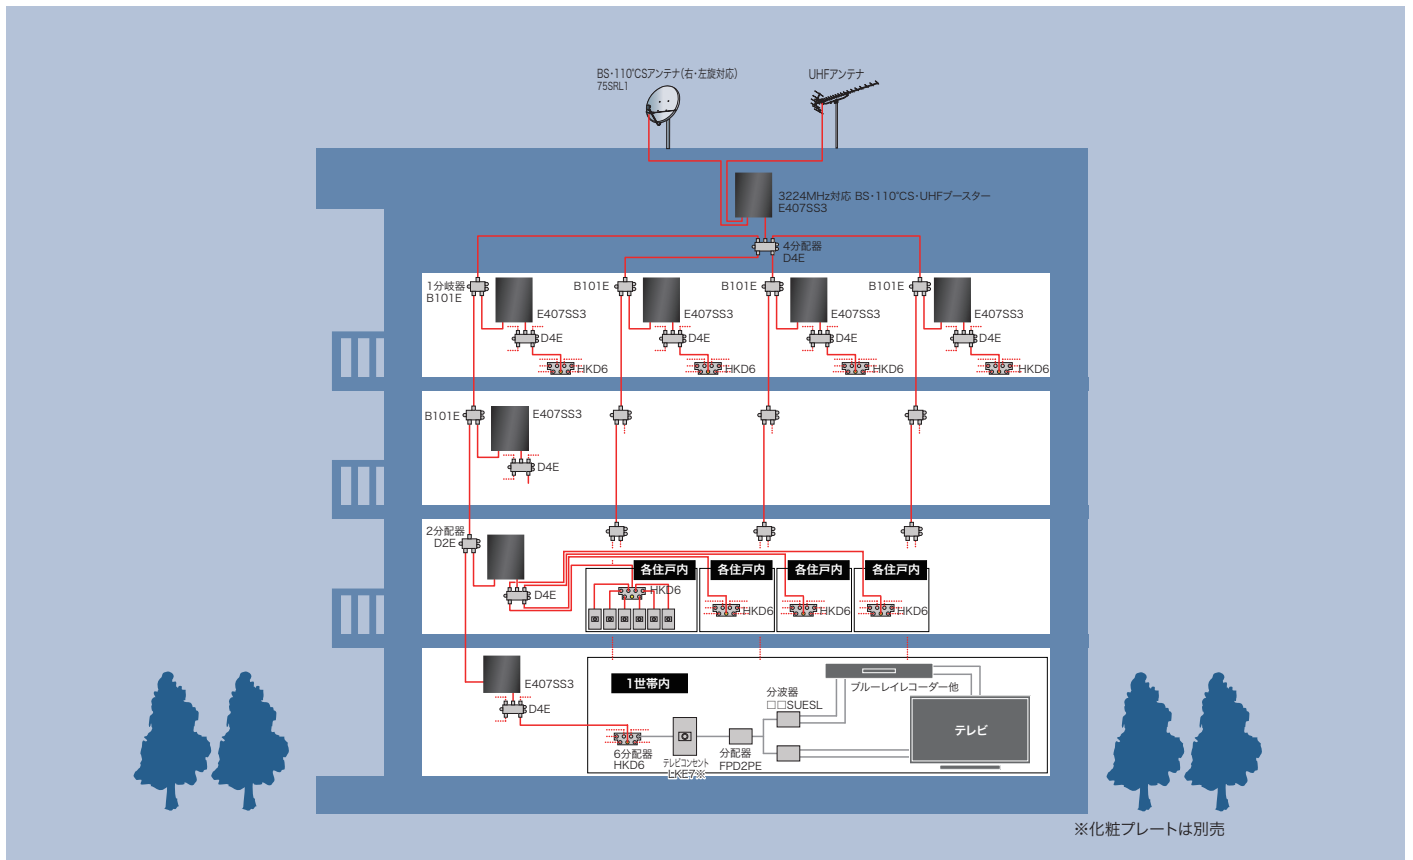 BS・110°CSアンテナ(右・左旋対応)
75SRL1
UHFアンテナ
3224MHz対応 BS・110°CS・UHFブースター
E407SS3
4分配器
D4E
1分岐器
B101E
E407SS3
D4E
HKD6
B101E
E407SS3
D4E
HKD6
B101E
E407SS3
D4E
HKD6
B101E
E407SS3
D4E
HKD6
B101E
E407SS3
D4E
2分配器
D2E
D4E
各住戸内
HKD6
各住戸内
HKD6
各住戸内
HKD6
各住戸内
HKD6
E407SS3
D4E
1世帯内
6分配器
HKD6
テレビコンセント
LKE7※
分配器
FPD2PE
分波器
□□SUESL
ブルーレイレコーダー他
テレビ
※化粧プレートは別売